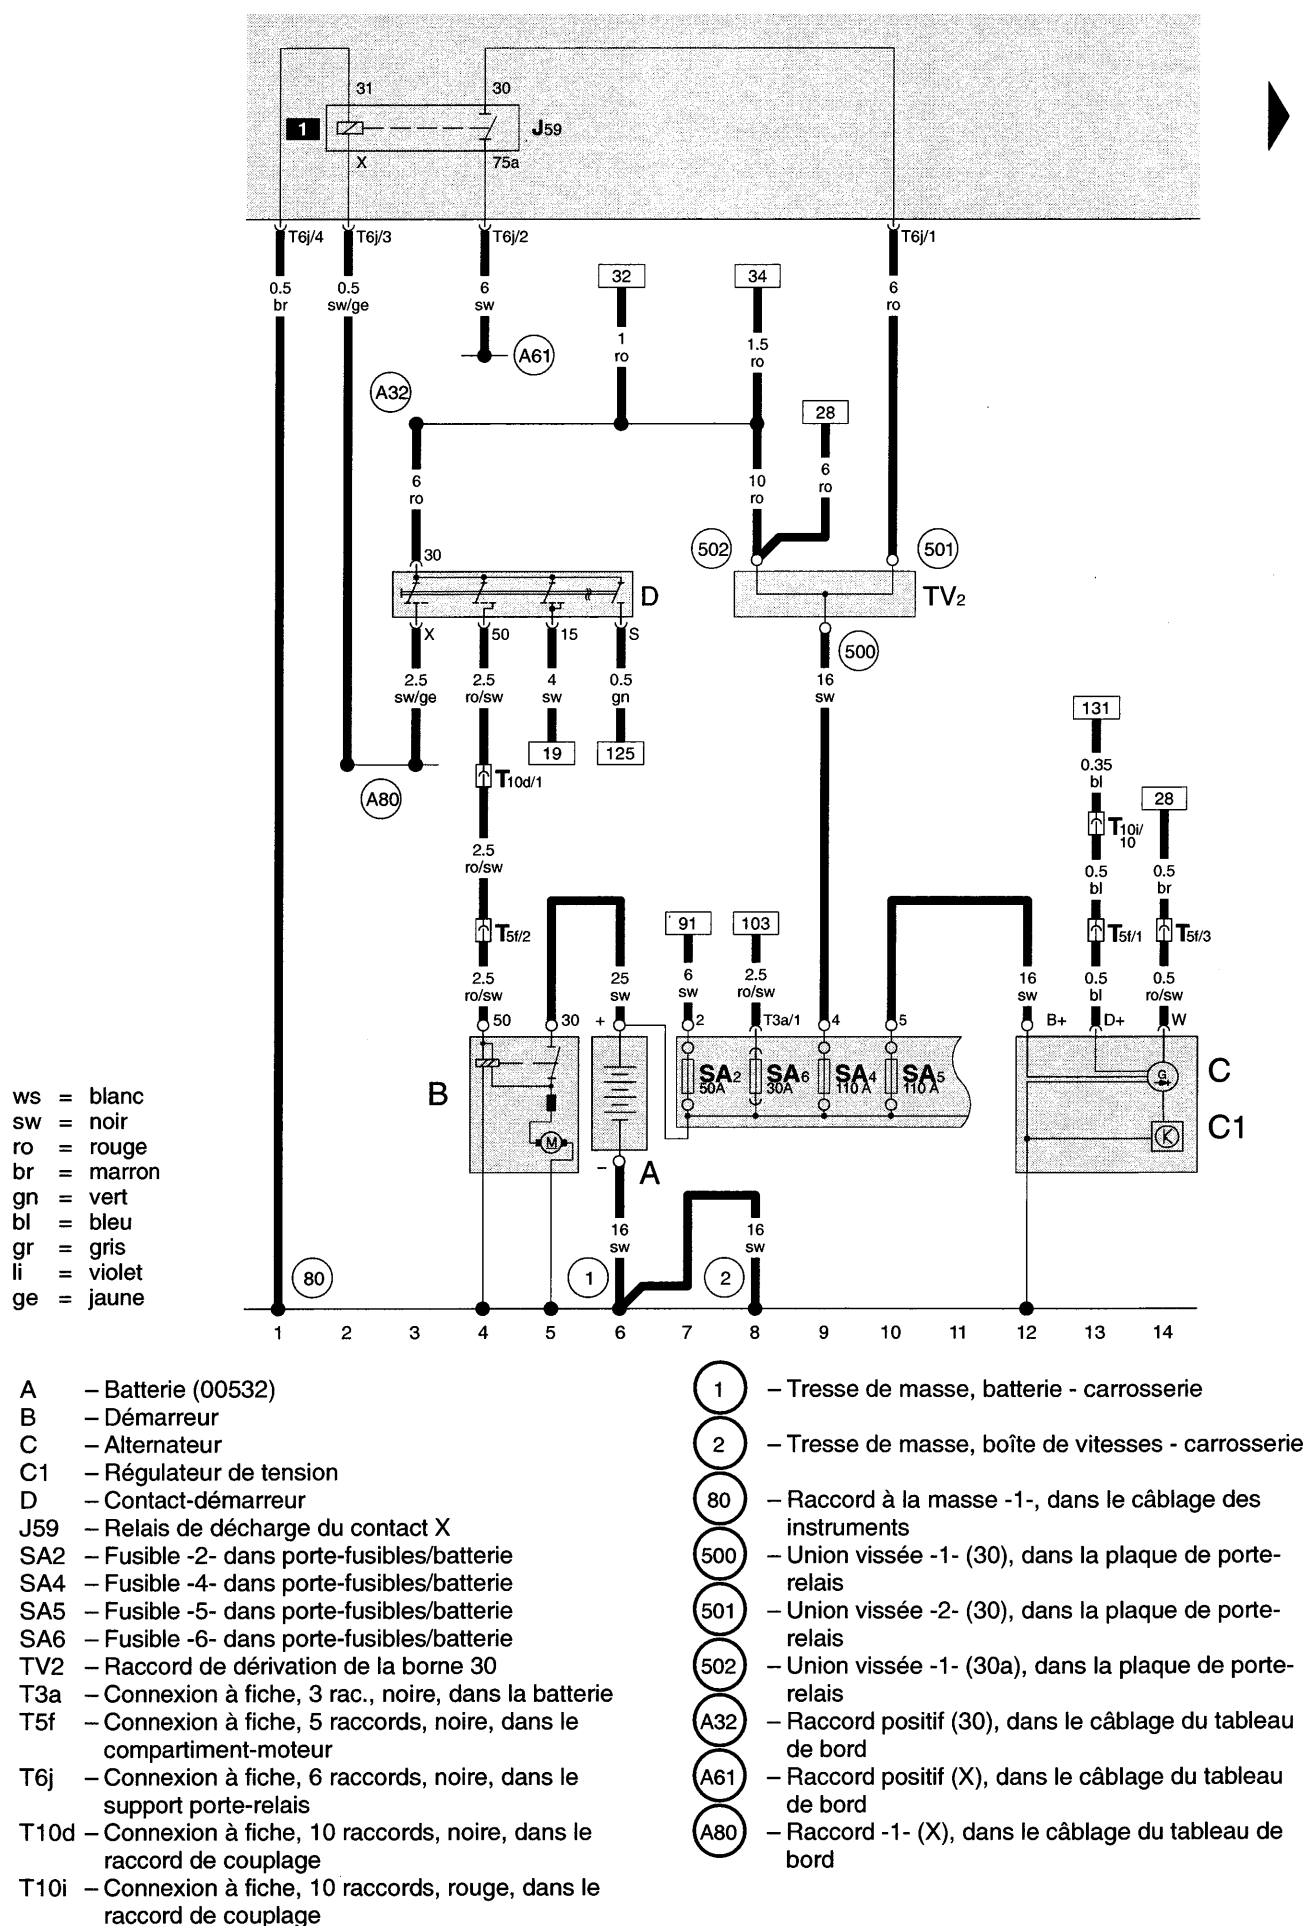 31
30
1
J59
X
75a
T6j/4
T6j/3
T6j/2
T6j/1
0.5
br
0.5
sw/ge
6
sw
32
34
6
ro
1
ro
1.5
ro
A61
A32
28
6
ro
10
ro
6
ro
30
502
501
D
TV2
X
50
15
S
500
2.5
sw/ge
2.5
ro/sw
4
sw
0.5
gn
16
sw
19
125
131
A80
T10d/1
0.35
bl
28
T10i/
10
2.5
ro/sw
0.5
bl
0.5
br
T5f/2
91
103
T5f/1
T5f/3
2.5
ro/sw
25
sw
6
sw
2.5
ro/sw
16
sw
0.5
bl
0.5
ro/sw
50
30
+
2
T3a/1
4
5
B+
D+
W
B
SA2
50A
SA6
30A
SA4
110 A
SA5
110 A
G
C
M
K
C1
–
A
ws = blanc
sw = noir
ro = rouge
br = marron
gn = vert
bl = bleu
gr = gris
li = violet
ge = jaune
16
sw
16
sw
80
1
2
1 2 3 4 5 6 7 8 9 10 11 12 13 14
A – Batterie (00532)
B – Démarreur
C – Alternateur
C1 – Régulateur de tension
D – Contact-démarreur
J59 – Relais de décharge du contact X
SA2 – Fusible -2- dans porte-fusibles/batterie
SA4 – Fusible -4- dans porte-fusibles/batterie
SA5 – Fusible -5- dans porte-fusibles/batterie
SA6 – Fusible -6- dans porte-fusibles/batterie
TV2 – Raccord de dérivation de la borne 30
T3a – Connexion à fiche, 3 rac., noire, dans la batterie
T5f – Connexion à fiche, 5 raccords, noire, dans le
compartiment-moteur
T6j – Connexion à fiche, 6 raccords, noire, dans le
support porte-relais
T10d – Connexion à fiche, 10 raccords, noire, dans le
raccord de couplage
T10i – Connexion à fiche, 10 raccords, rouge, dans le
raccord de couplage
1 – Tresse de masse, batterie - carrosserie
2 – Tresse de masse, boîte de vitesses - carrosserie
80 – Raccord à la masse -1-, dans le câblage des
instruments
500 – Union vissée -1- (30), dans la plaque de porte-
relais
501 – Union vissée -2- (30), dans la plaque de porte-
relais
502 – Union vissée -1- (30a), dans la plaque de porte-
relais
A32 – Raccord positif (30), dans le câblage du tableau
de bord
A61 – Raccord positif (X), dans le câblage du tableau
de bord
A80 – Raccord -1- (X), dans le câblage du tableau de
bord